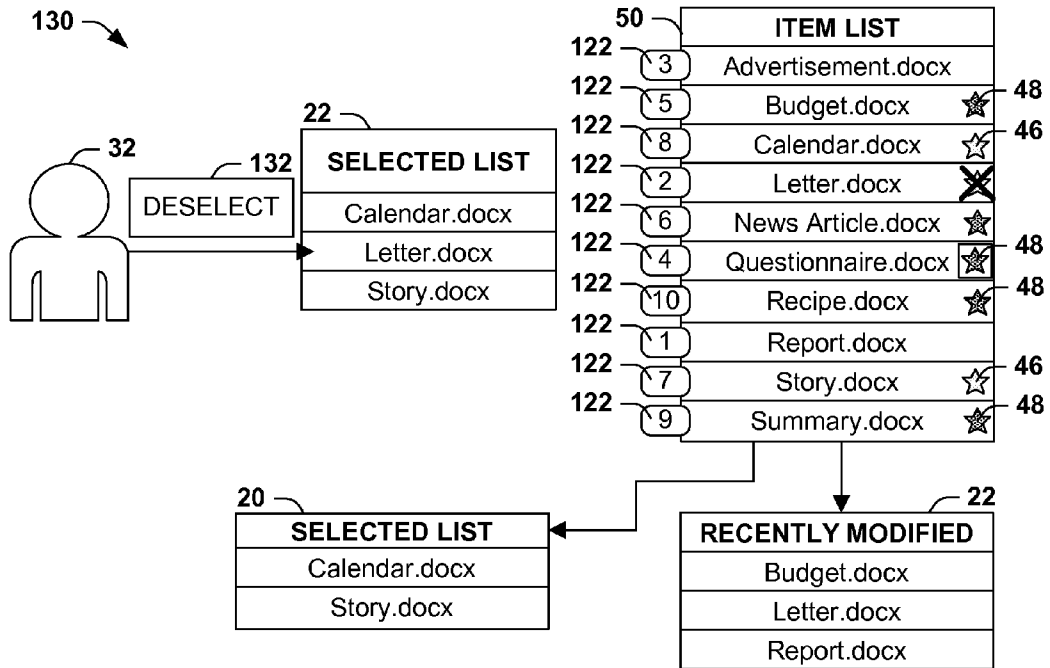 130
50
ITEM LIST
122 3 Advertisement.docx
122 5 Budget.docx 48
122 8 Calendar.docx 46
122 2 Letter.docx
122 6 News Article.docx
122 4 Questionnaire.docx 48
122 10 Recipe.docx 48
122 1 Report.docx
122 7 Story.docx 46
122 9 Summary.docx 48
32
132
DESELECT
22
SELECTED LIST
Calendar.docx
Letter.docx
Story.docx
20
SELECTED LIST
Calendar.docx
Story.docx
22
RECENTLY MODIFIED
Budget.docx
Letter.docx
Report.docx